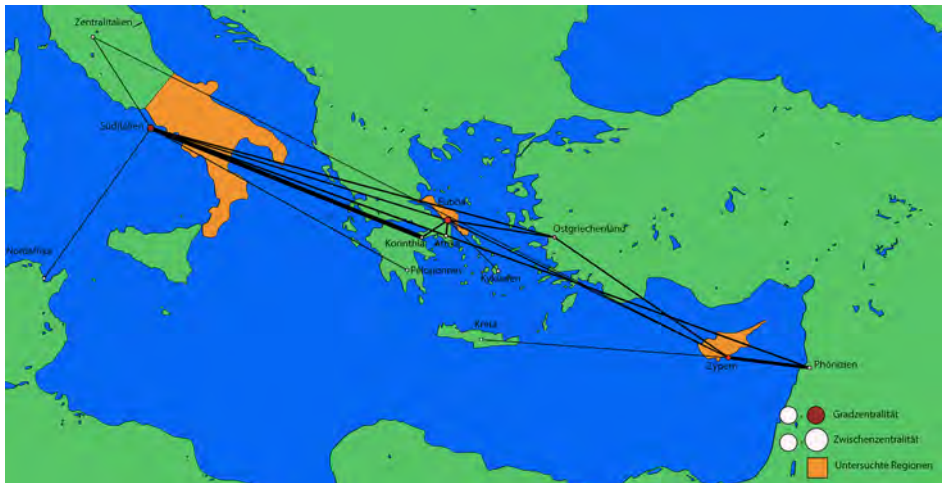 Zentralitalien
Süditalien
Euböa
Korinthia
Attika
Ostgriechenland
Nordafrika
Peloponnes
Kykladen
Kreta
Zypern
Phönizien
Gradzentralität
Zwischenzentralität
Untersuchte Regionen